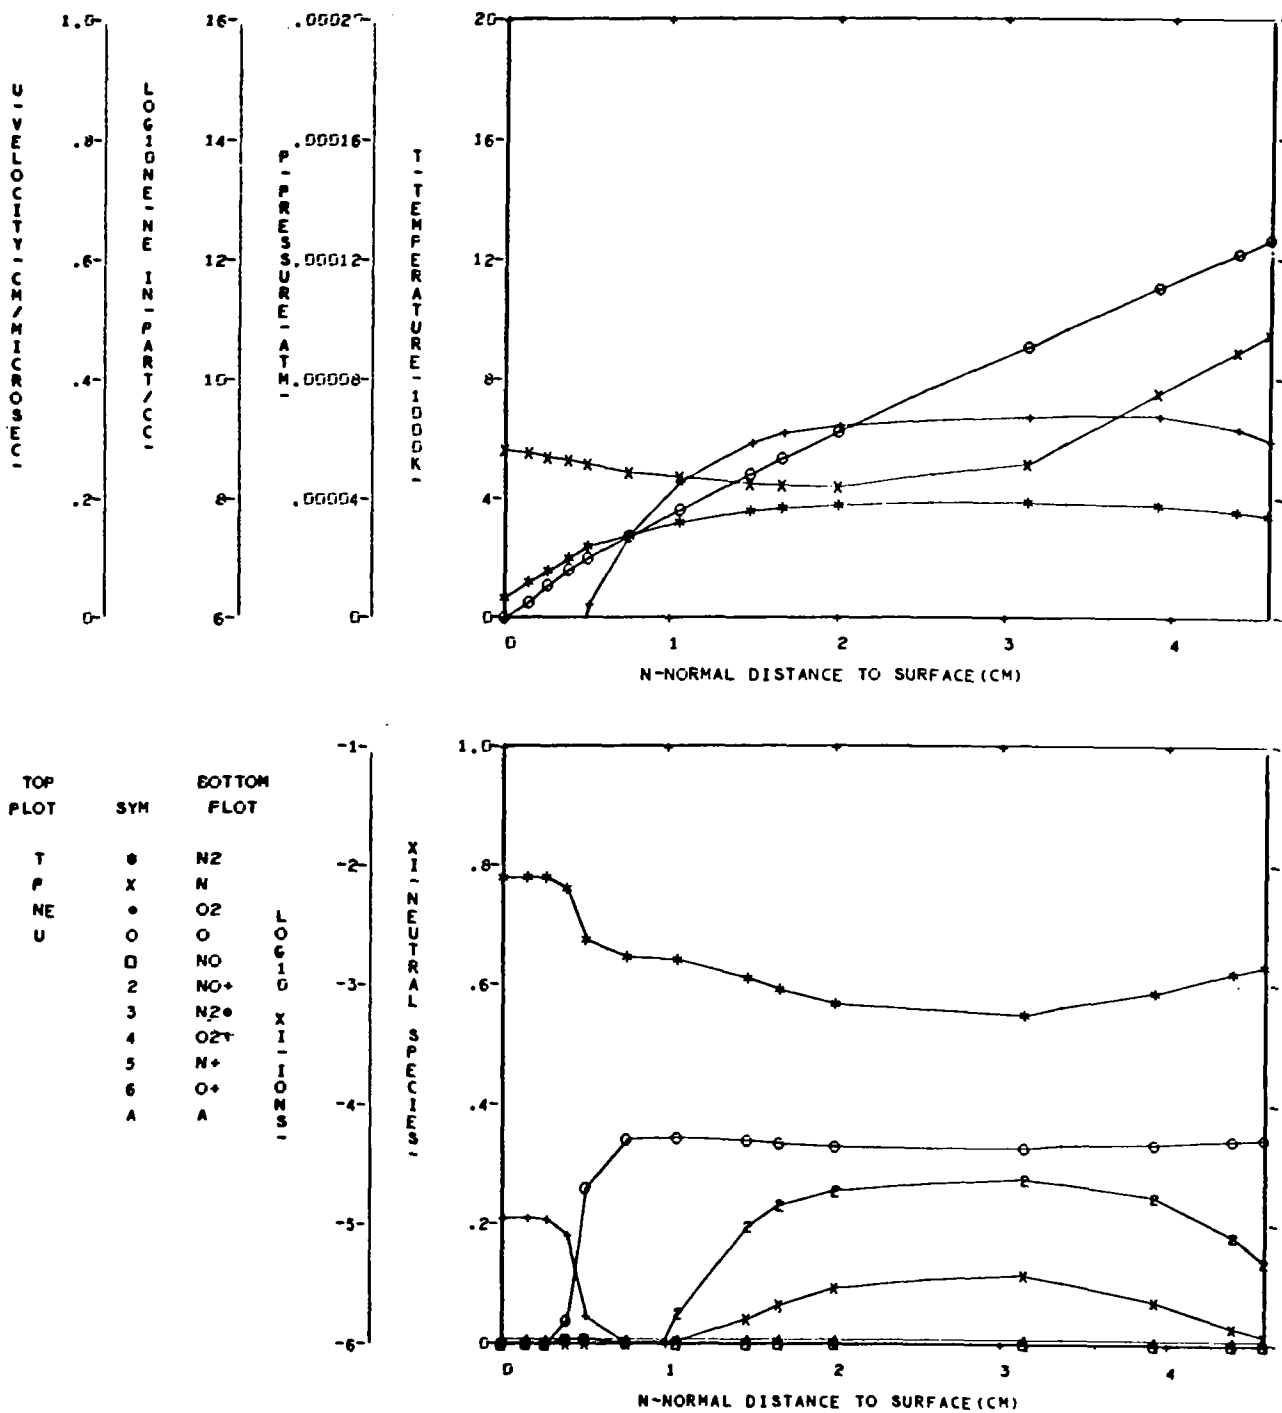 U-VELOCITY-CM/MICROSEC-
1.0-
.8-
.6-
.4-
.2-
0-
LOG10NE-NE IN-PART/CC-
16-
14-
12-
10-
8-
6-
P-PRESSURE-ATM-
.00020-
.00016-
.00012-
.00008-
.00004-
0-
T-TEMPERATURE-1000K-
20-
16-
12-
8-
4-
0-
0 1 2 3 4
N-NORMAL DISTANCE TO SURFACE(CM)
TOP BOTTOM
PLOT SYM PLOT
T N2
P X N
NE O2
U O O
□ NO
2 NO+
3 N2
4 O2+
5 N+
6 O+
A A
LOG10 XI-IONS-
-1-
-2-
-3-
-4-
-5-
-6-
XI-NEUTRAL SPECIES-
1.0-
.8-
.6-
.4-
.2-
0-
0 1 2 3 4
N-NORMAL DISTANCE TO SURFACE(CM)